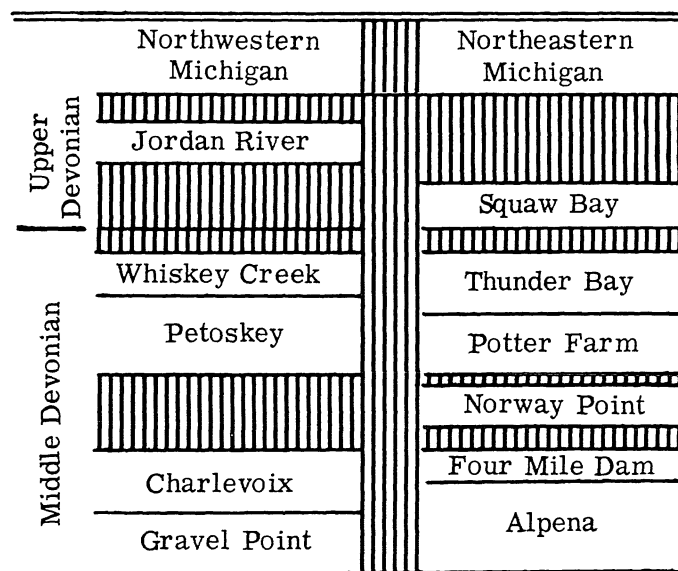 Northwestern
Michigan
Northeastern
Michigan
Upper
Devonian
Jordan River
Squaw Bay
Middle Devonian
Whiskey Creek
Thunder Bay
Petoskey
Potter Farm
Norway Point
Charlevoix
Four Mile Dam
Gravel Point
Alpena